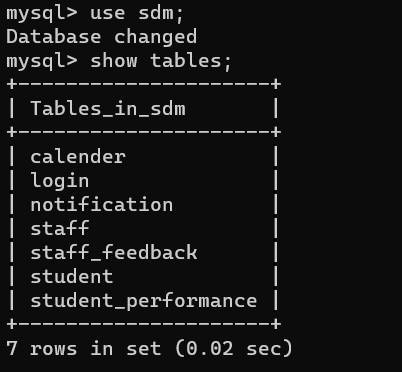 mysql> use sdm;
Database changed
mysql> show tables;
+---------------------+
| Tables_in_sdm       |
+---------------------+
| calender            |
| login               |
| notification        |
| staff               |
| staff_feedback      |
| student             |
| student_performance |
+---------------------+
7 rows in set (0.02 sec)